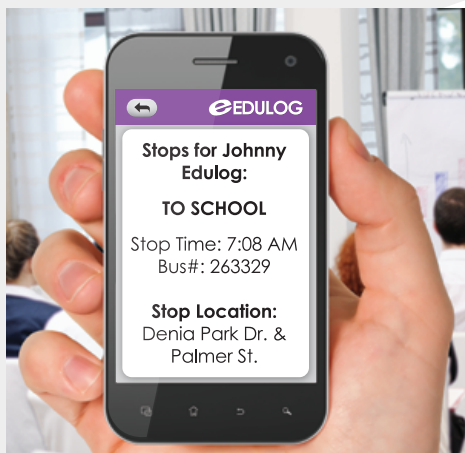 EDULOG
Stops for Johnny
Edulog:
TO SCHOOL
Stop Time: 7:08 AM
Bus#: 263329
Stop Location:
Denia Park Dr. &
Palmer St.